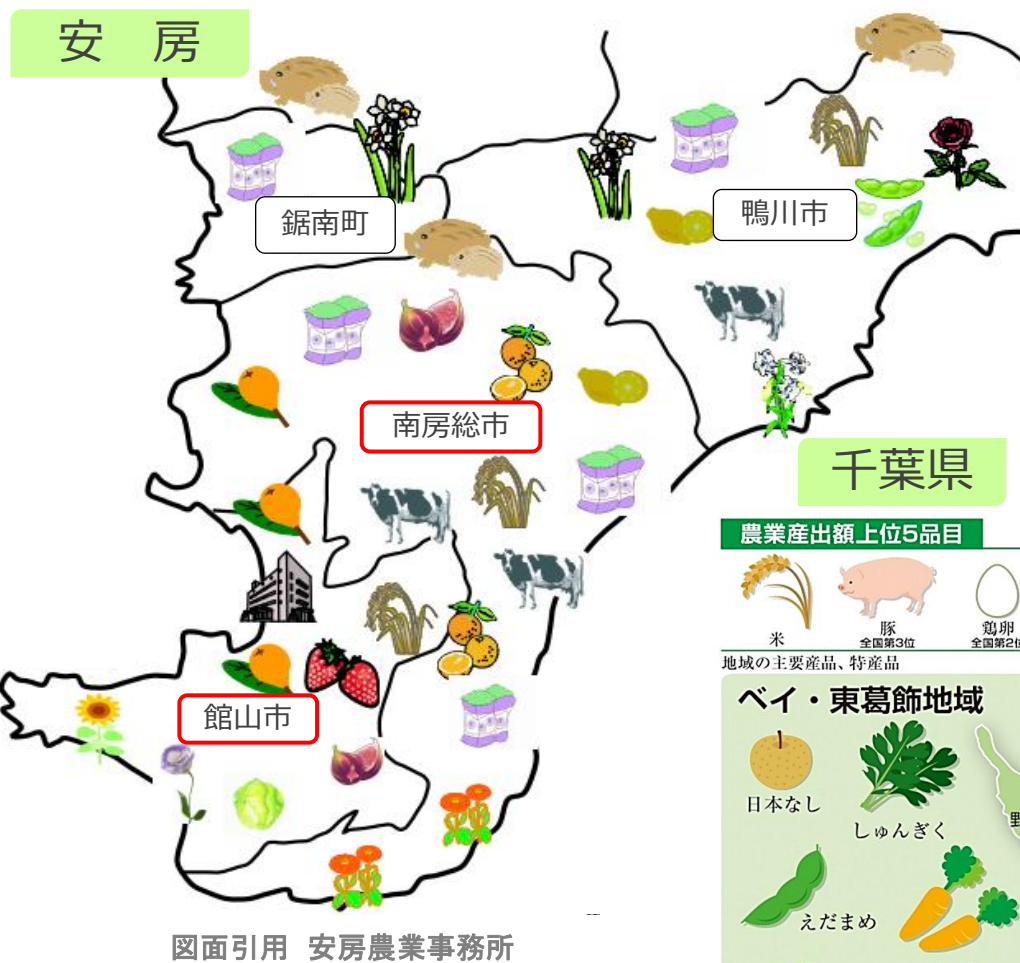 安 房
鋸南町
鴨川市
南房総市
館山市
図面引用 安房農業事務所
千葉県
農業産出額上位5品目
米
豚
全国第3位
鶏卵
全国第2位
地域の主要産品、特産品
ベイ・東葛飾地域
日本なし
しゅんぎく
野
えだまめ